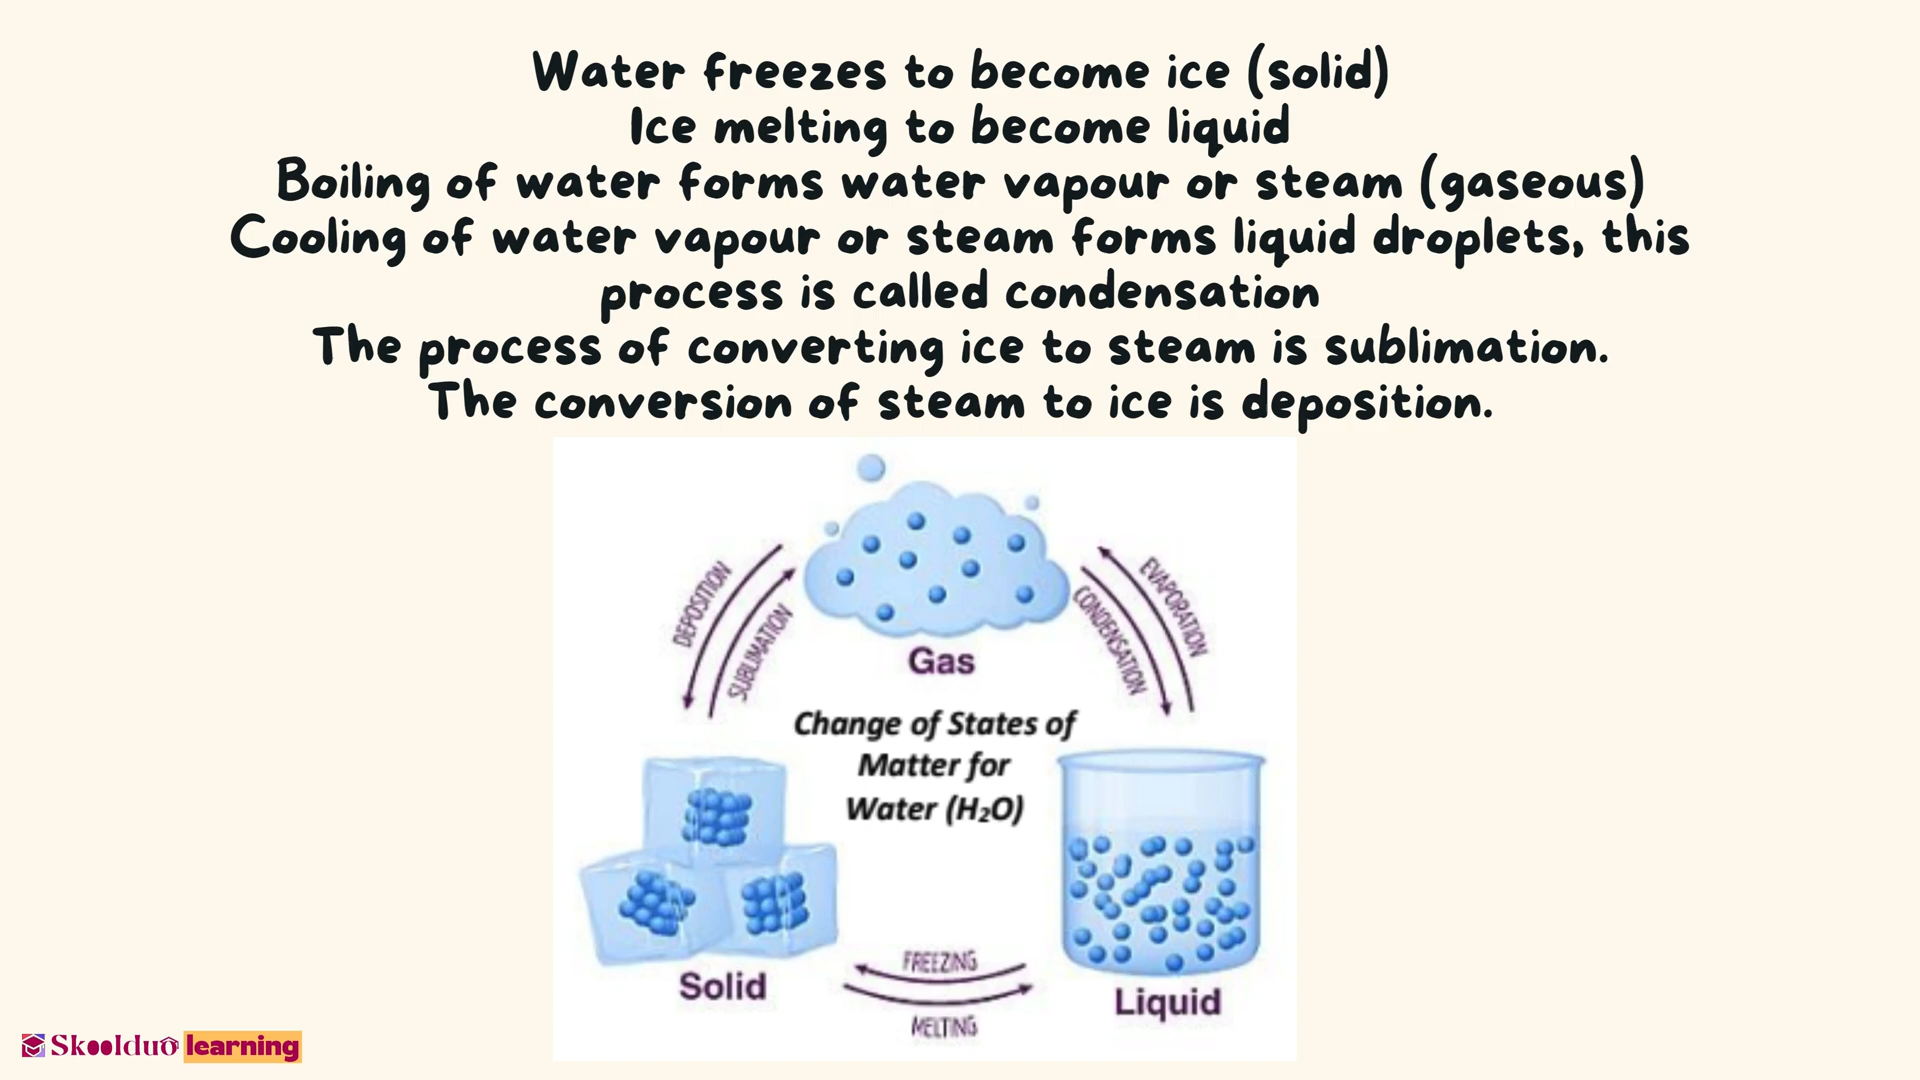 Water freezes to become ice (solid)
Ice melting to become liquid
Boiling of water forms water vapour or steam (gaseous)
Cooling of water vapour or steam forms liquid droplets, this
process is called condensation
The process of converting ice to steam is sublimation.
The conversion of steam to ice is deposition.
DEPOSITION
SUBLIMATION
EVAPORATION
CONDENSATION
Gas
Change of States of
Matter for
Water (H₂O)
FREEZING
Solid
Liquid
MELTING
Skoolduo learning